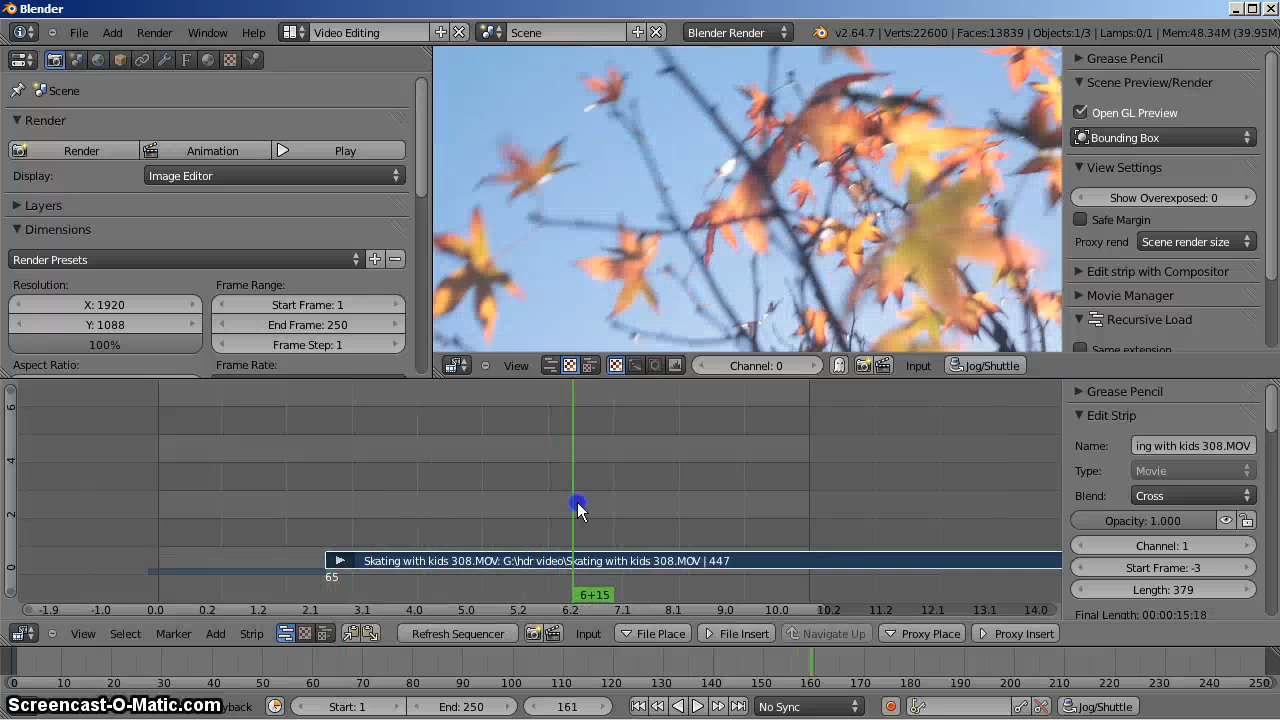 Blender
File Add Render Window Help Video Editing Scene Blender Render v2.64.7 | Verts:22600 | Faces:13839 | Objects:1/3 | Lamps:0/1 | Mem:48.34M (39.95M)
Scene
Render
Render Animation Play
Display: Image Editor
Layers
Dimensions
Render Presets
Resolution: Frame Range:
X: 1920 Start Frame: 1
Y: 1088 End Frame: 250
100% Frame Step: 1
Aspect Ratio: Frame Rate:
Grease Pencil
Scene Preview/Render
Open GL Preview
Bounding Box
View Settings
Show Overexposed: 0
Safe Margin
Proxy rend Scene render size
Edit strip with Compositor
Movie Manager
Recursive Load
Same extension
View Channel: 0 Input Jog/Shuttle
6
4
2
0
Skating with kids 308.MOV: G:\hdr video\Skating with kids 308.MOV | 447
65
6+15
-1.9 -1.0 0.0 0.2 1.2 2.1 3.1 4.1 5.0 5.2 6.2 7.1 8.1 9.0 10.0 10.2 11.2 12.1 13.1 14.0
Grease Pencil
Edit Strip
Name: ing with kids 308.MOV
Type: Movie
Blend: Cross
Opacity: 1.000
Channel: 1
Start Frame: -3
Length: 379
Final Length: 00:00:15:18
View Select Marker Add Strip Refresh Sequencer Input File Place File Insert Navigate Up Proxy Place Proxy Insert
0 10 20 30 40 50 60 70 80 90 100 110 120 130 140 150 160 170 180 190 200 210 220 230 240 250
Screencast-O-Matic.com yback Start: 1 End: 250 161 No Sync Jog/Shuttle